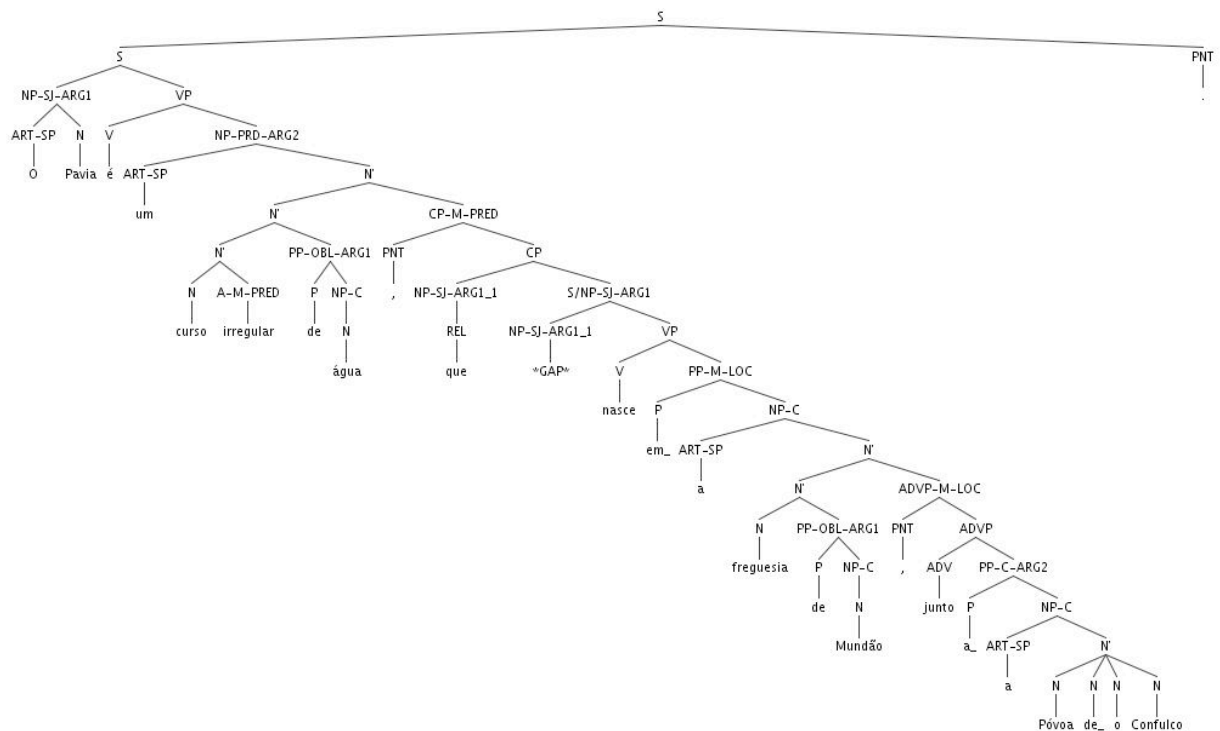 S
S PNT
NP-SJ-ARG1 VP .
ART-SP N V NP-PRD-ARG2
O Pavia é ART-SP N'
um N' CP-M-PRED
N' PP-OBL-ARG1 PNT CP
N A-M-PRED P NP-C , NP-SJ-ARG1_1 S/NP-SJ-ARG1
curso irregular de N REL NP-SJ-ARG1_1 VP
água que *GAP* V PP-M-LOC
nasce P NP-C
em_ ART-SP N'
a N' ADVP-M-LOC
N PP-OBL-ARG1 PNT ADVP
freguesia P NP-C , ADV PP-C-ARG2
de N junto P NP-C
Mundão a_ ART-SP N'
a N N N N
Póvoa de_ o Confulco